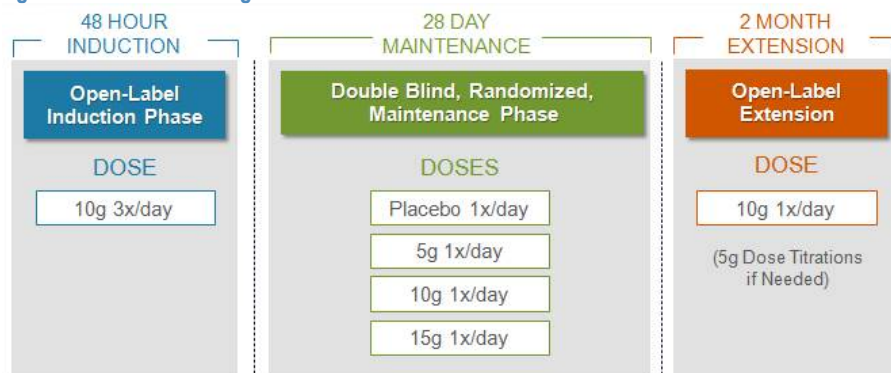 48 HOUR
INDUCTION
28 DAY
MAINTENANCE
2 MONTH
EXTENSION
Open-Label
Induction Phase
Double Blind, Randomized,
Maintenance Phase
Open-Label
Extension
DOSE
DOSES
DOSE
10g 3x/day
Placebo 1x/day
5g 1x/day
10g 1x/day
15g 1x/day
10g 1x/day
(5g Dose Titrations
if Needed)